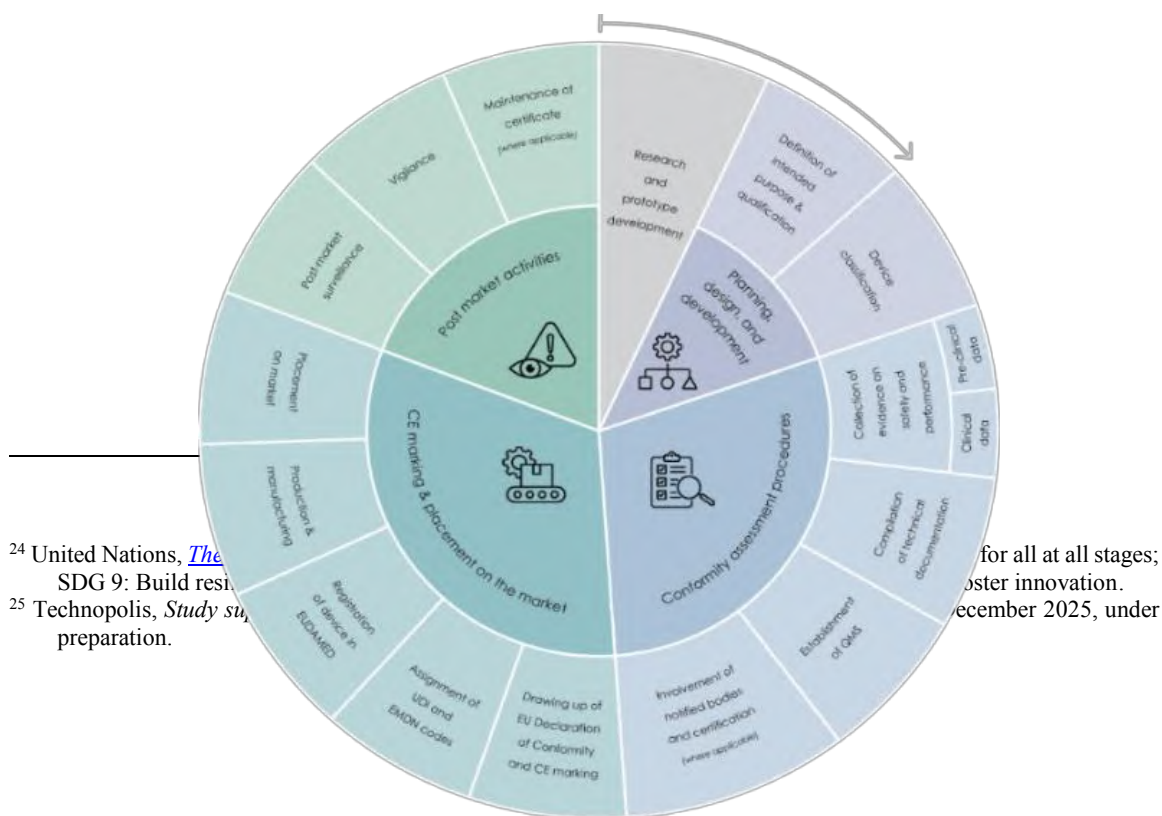 Research
and
prototype
development
Planning,
design, and
development
Definition of
intended
purpose &
qualification
Device
classification
Conformity assessment procedures
Collection of
evidence on
safety and
performance
Pre-clinical
data
Clinical
data
Compilation
of technical
documentation
Establishment
of QMS
Involvement of
notified bodies
and certification
(where applicable)
CE marking & placement on the market
Drawing up of
EU Declaration
of Conformity
and CE marking
Assignment of
UDI and
EMDN codes
Registration
of device in
EUDAMED
Production &
manufacturing
Placement
on market
Post market activities
Post market
surveillance
Vigilance
Maintenance of
certificate
(where applicable)
24 United Nations, The for all at all stages;
SDG 9: Build resi oster innovation.
25 Technopolis, Study su ecember 2025, under
preparation.